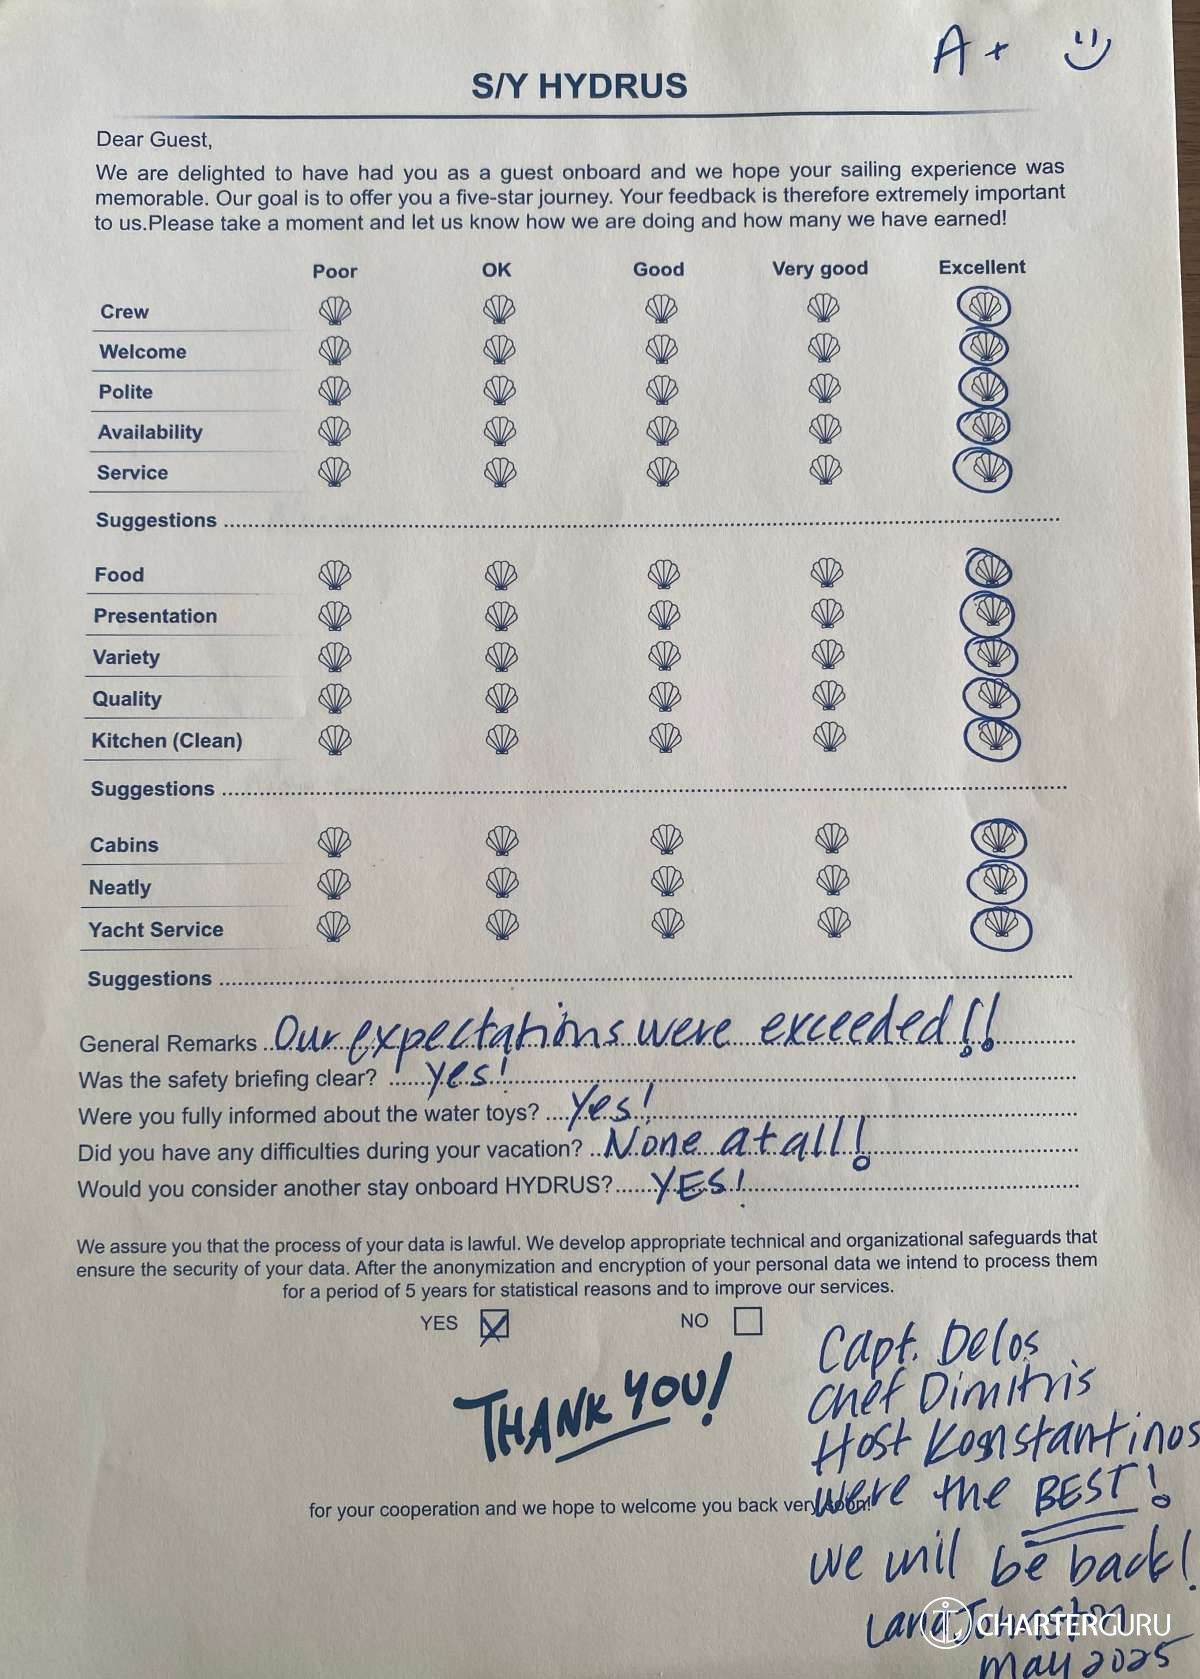 A+
S/Y HYDRUS
Dear Guest,
We are delighted to have had you as a guest onboard and we hope your sailing experience was
memorable. Our goal is to offer you a five-star journey. Your feedback is therefore extremely important
to us.Please take a moment and let us know how we are doing and how many we have earned!
Poor OK Good Very good Excellent
Crew
Welcome
Polite
Availability
Service
Suggestions
Food
Presentation
Variety
Quality
Kitchen (Clean)
Suggestions
Cabins
Neatly
Yacht Service
Suggestions
General Remarks Our expectations were exceeded!!
Was the safety briefing clear? Yes!
Were you fully informed about the water toys? Yes!
Did you have any difficulties during your vacation? None at all!
Would you consider another stay onboard HYDRUS? YES!
We assure you that the process of your data is lawful. We develop appropriate technical and organizational safeguards that
ensure the security of your data. After the anonymization and encryption of your personal data we intend to process them
for a period of 5 years for statistical reasons and to improve our services.
YES NO
THANK YOU!
for your cooperation and we hope to welcome you back very soon!
Capt. Delos
Chef Dimitris
Host Konstantinos
were the BEST!
we will be back!
Johnston
May 2025
CHARTERGURU